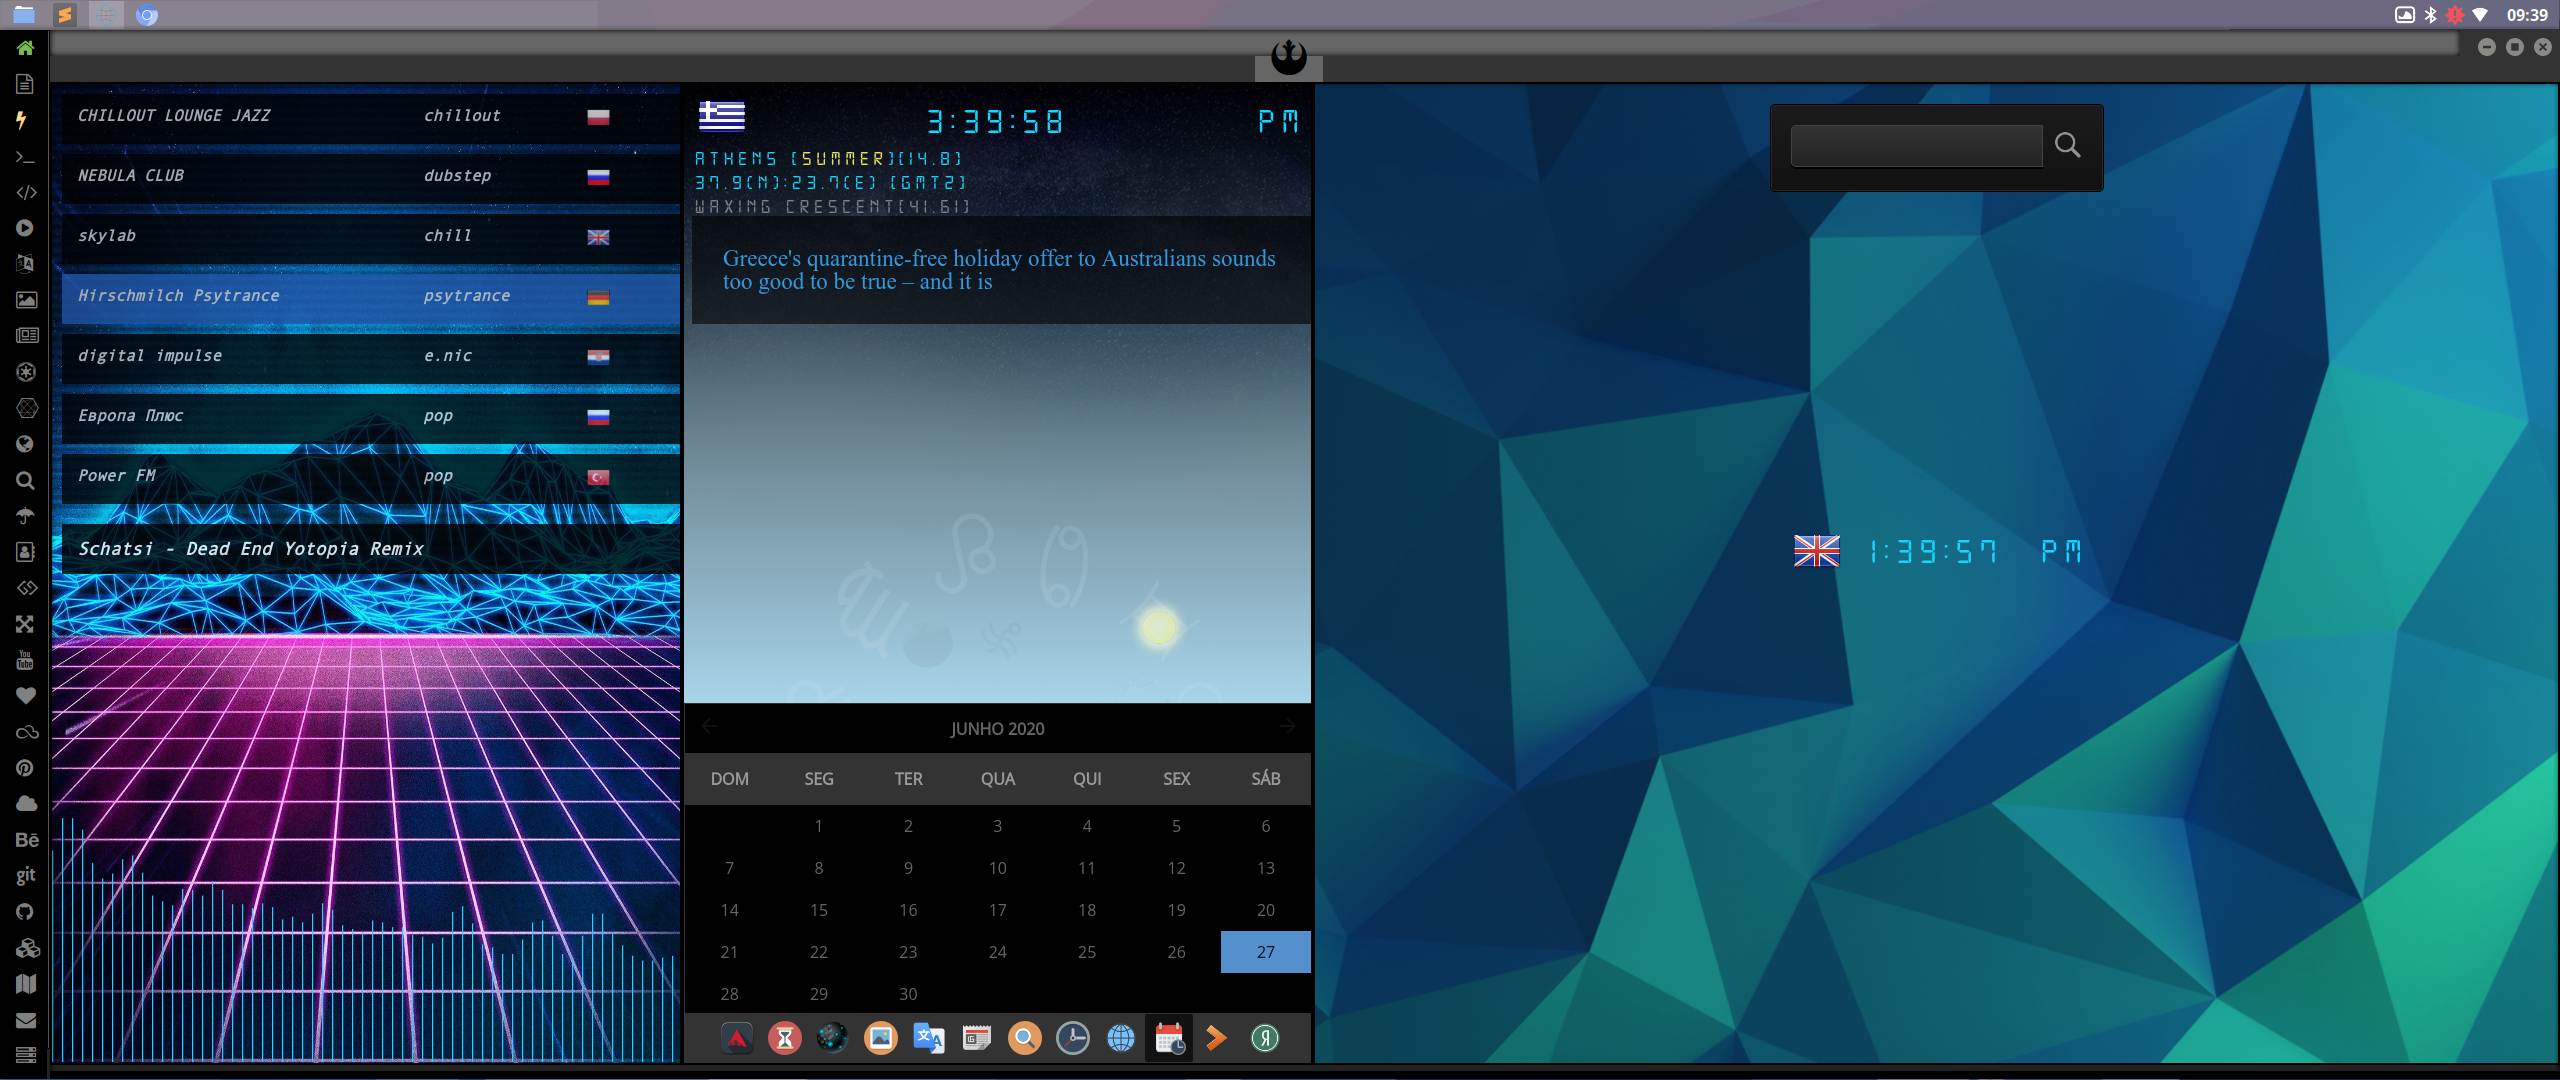 09:39
CHILLOUT LOUNGE JAZZ chillout
NEBULA CLUB dubstep
skylab chill
Hirschmilch Psytrance psytrance
digital impulse e.nic
Европа Плюс pop
Power FM pop
Schatsi - Dead End Yotopia Remix
3:39:58 PM
ATHENS [SUMMER][14.8]
37.9(N):23.7(E) [GMT2]
WAXING CRESCENT[41.61]
Greece's quarantine-free holiday offer to Australians sounds
too good to be true – and it is
1:39:57 PM
JUNHO 2020
DOM SEG TER QUA QUI SEX SÁB
1 2 3 4 5 6
7 8 9 10 11 12 13
14 15 16 17 18 19 20
21 22 23 24 25 26 27
28 29 30
You
Tube
Bē
git